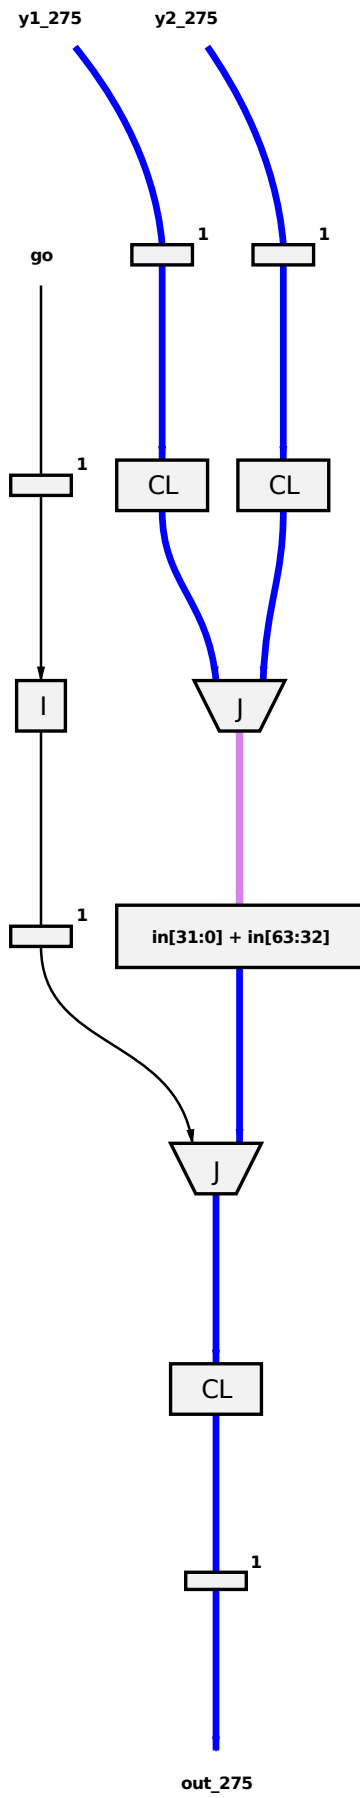 y1_275 y2_275
1 1
go
1
CL CL
I J
1
in[31:0] + in[63:32]
J
CL
1
out_275